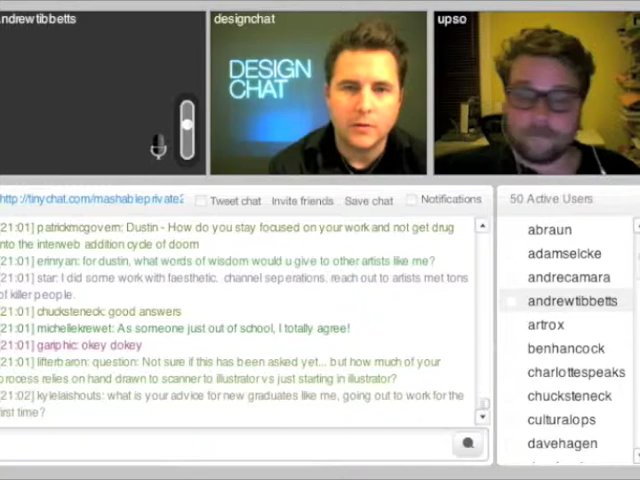 andrewtibbetts
designchat
upso
DESIGN
CHAT
http://tinychat.com/mashableprivate2
Tweet chat
Invite friends
Save chat
Notifications
50 Active Users
[21:01] patrickmcgovern: Dustin - How do you stay focused on your work and not get drug
into the interweb addition cycle of doom
[21:01] erinryan: for dustin, what words of wisdom would u give to other artists like me?
[21:01] star: I did some work with faesthetic. channel seperations. reach out to artists met tons
of killer people.
[21:01] chucksteneck: good answers
[21:01] michellekrewet: As someone just out of school, I totally agree!
[21:01] gariphic: okey dokey
[21:01] lifterbaron: question: Not sure if this has been asked yet... but how much of your
process relies on hand drawn to scanner to illustrator vs just starting in illustrator?
[21:02] kylelaishouts: what is your advice for new graduates like me, going out to work for the
first time?
abraun
adamselcke
andrecamara
andrewtibbetts
artrox
benhancock
charlottespeaks
chucksteneck
culturalops
davehagen